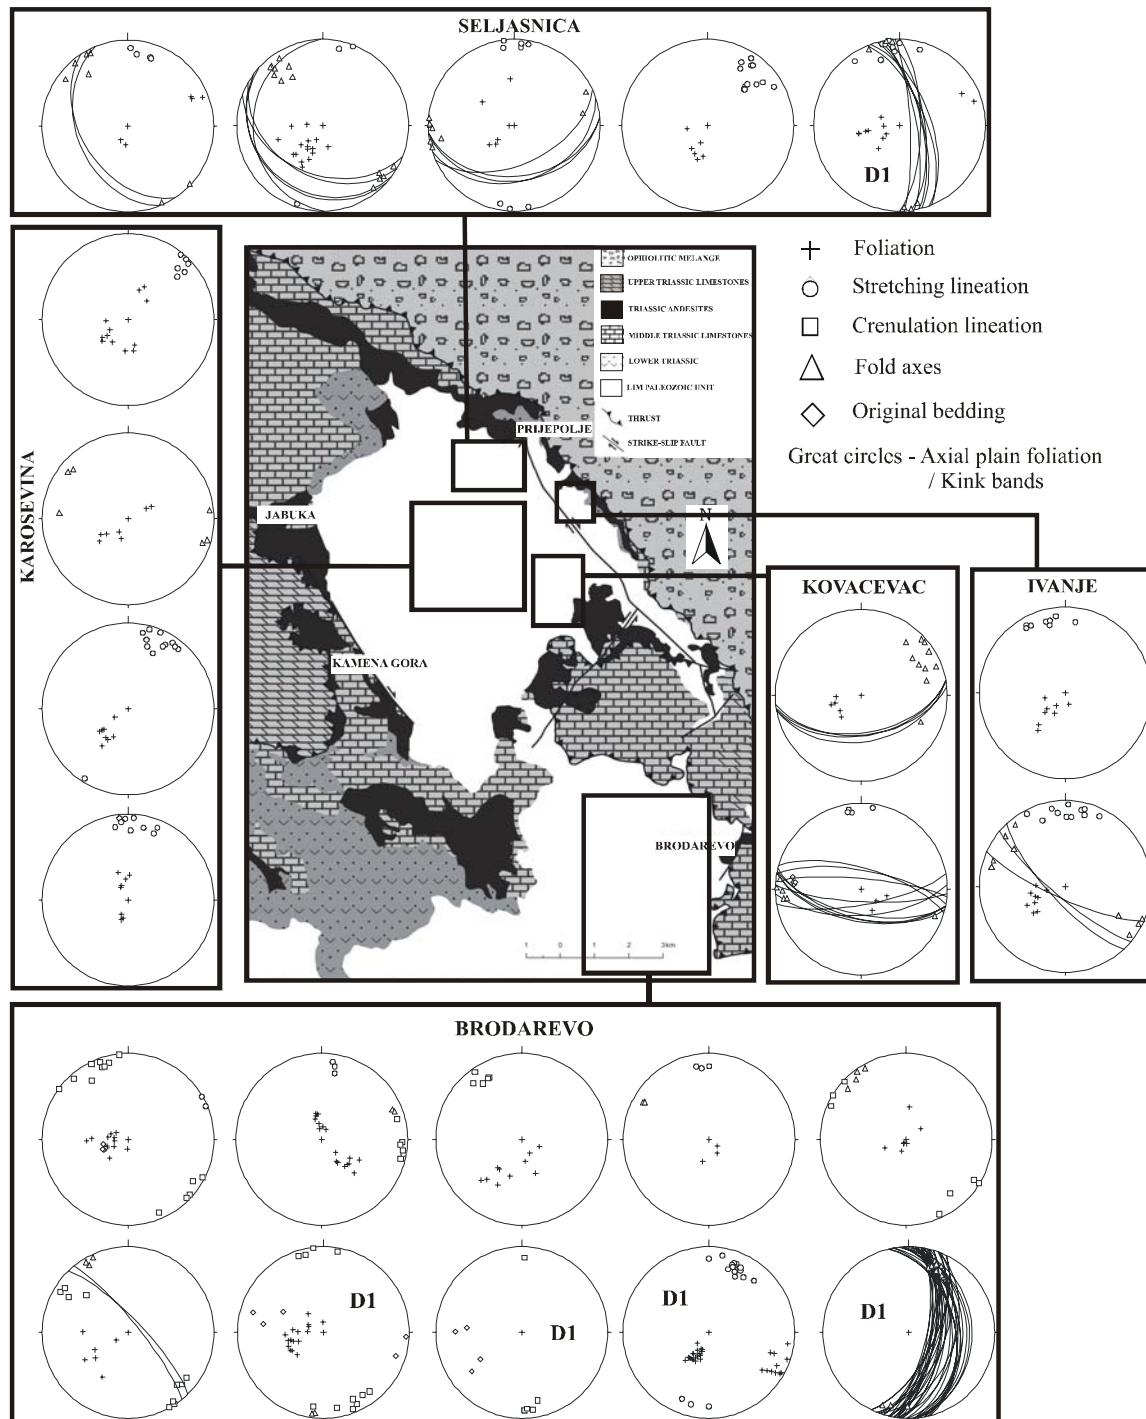 SELJASNICA
D1
KAROSEVINA
OPHIOLITIC MELANGE
UPPER TRIASSIC LIMESTONES
TRIASSIC ANDESITES
MIDDLE TRIASSIC LIMESTONES
LOWER TRIASSIC
LIM PALEOZOIC UNIT
THRUST
STRIKE-SLIP FAULT
PRIJEPOLJE
JABUKA
KAMENA GORA
BRODAREVO
N
1 0 1 2 3km
Foliation
Stretching lineation
Crenulation lineation
Fold axes
Original bedding
Great circles - Axial plain foliation
/ Kink bands
KOVACEVAC
IVANJE
BRODAREVO
D1
D1
D1
D1